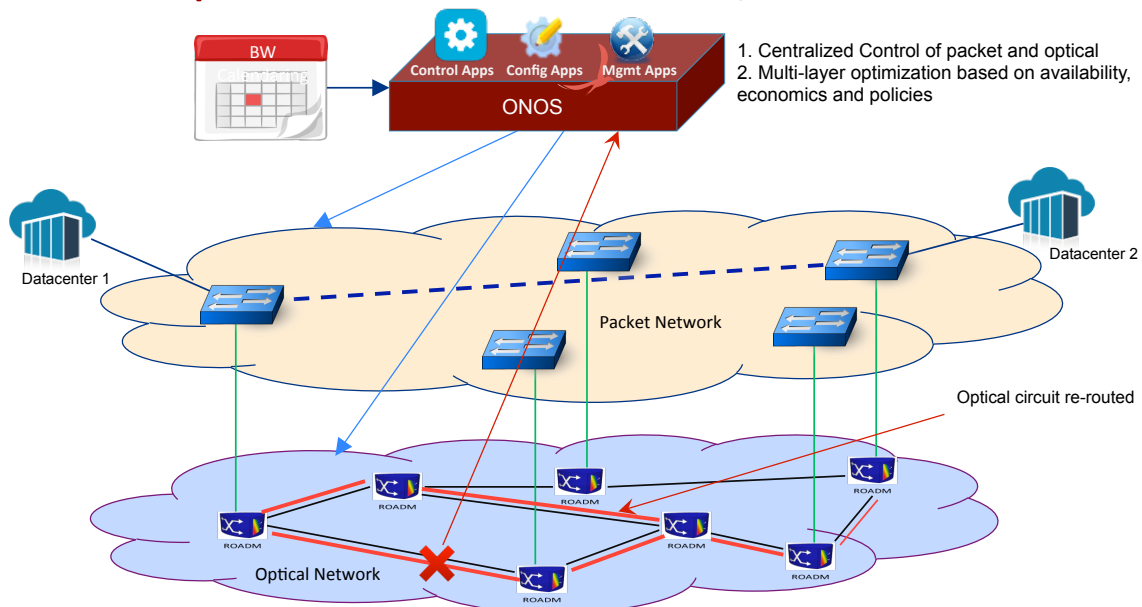 BW
Calendaring
Control Apps
Config Apps
Mgmt Apps
ONOS
1. Centralized Control of packet and optical
2. Multi-layer optimization based on availability,
economics and policies
Datacenter 1
Datacenter 2
Packet Network
Optical circuit re-routed
ROADM
ROADM
ROADM
ROADM
ROADM
ROADM
ROADM
Optical Network